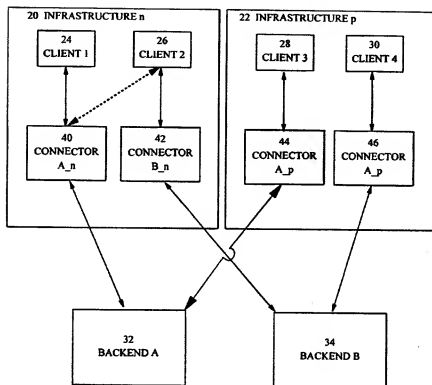 20 INFRASTRUCTURE n
22 INFRASTRUCTURE p
24
CLIENT 1
26
CLIENT 2
28
CLIENT 3
30
CLIENT 4
40
CONNECTOR
A_n
42
CONNECTOR
B_n
44
CONNECTOR
A_p
46
CONNECTOR
A_p
32
BACKEND A
34
BACKEND B